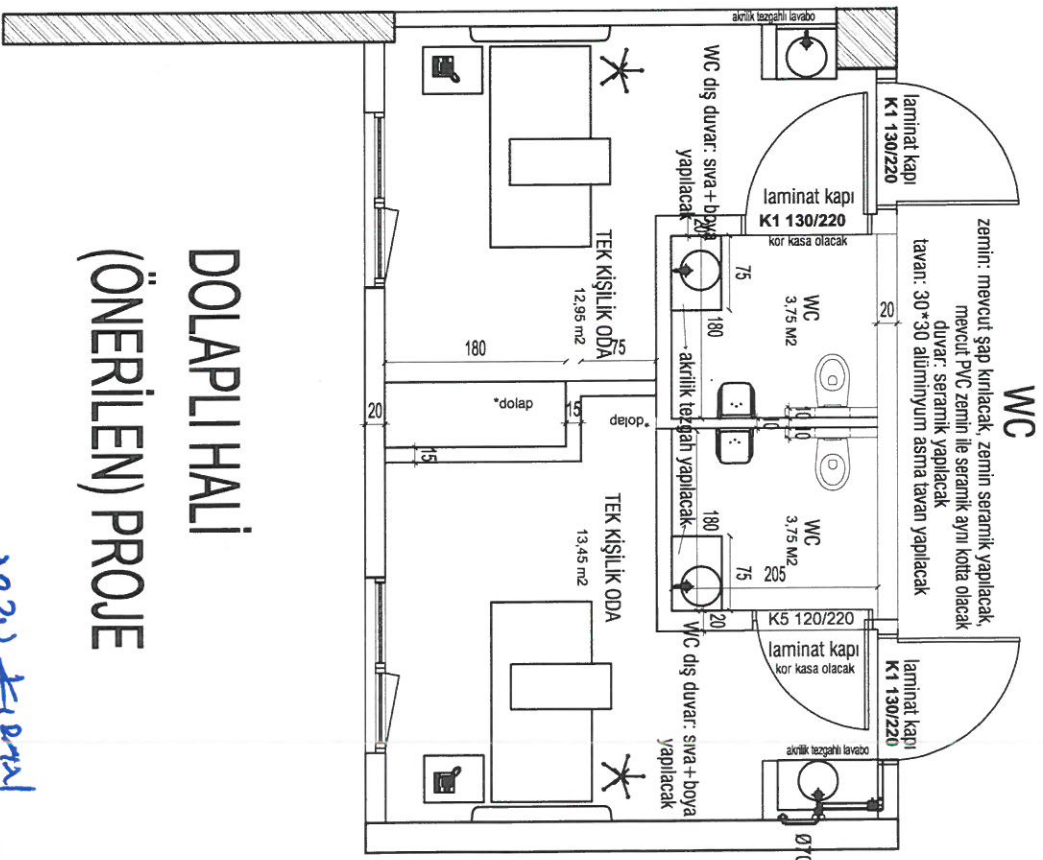 WC
zemin: mevcut şap kırılacak, zemin seramik yapılacak,
mevcut PVC zemin ile seramik aynı kotta olacak
duvar: seramik yapılacak
tavan: 30*30 alüminyum asma tavan yapılacak
laminat kapı
K1 130/220
laminat kapı
K1 130/220
akrilik tezgahlı lavabo
akrilik tezgahlı lavabo
laminat kapı
K1 130/220
kor kasa olacak
K5 120/220
laminat kapı
kor kasa olacak
WC dış duvar: sıva+boya
yapılacak
WC dış duvar: sıva+boya
yapılacak
WC
3,75 M2
WC
3,75 M2
20
205
75
180
20
10
10
10
180
75
20
akrilik tezgah yapılacak
TEK KİŞİLİK ODA
12,95 m2
TEK KİŞİLİK ODA
13,45 m2
180
75
*dolap
15
*dolap
20
15
Ø70
DOLAPLI HALİ
(ÖNERİLEN) PROJE